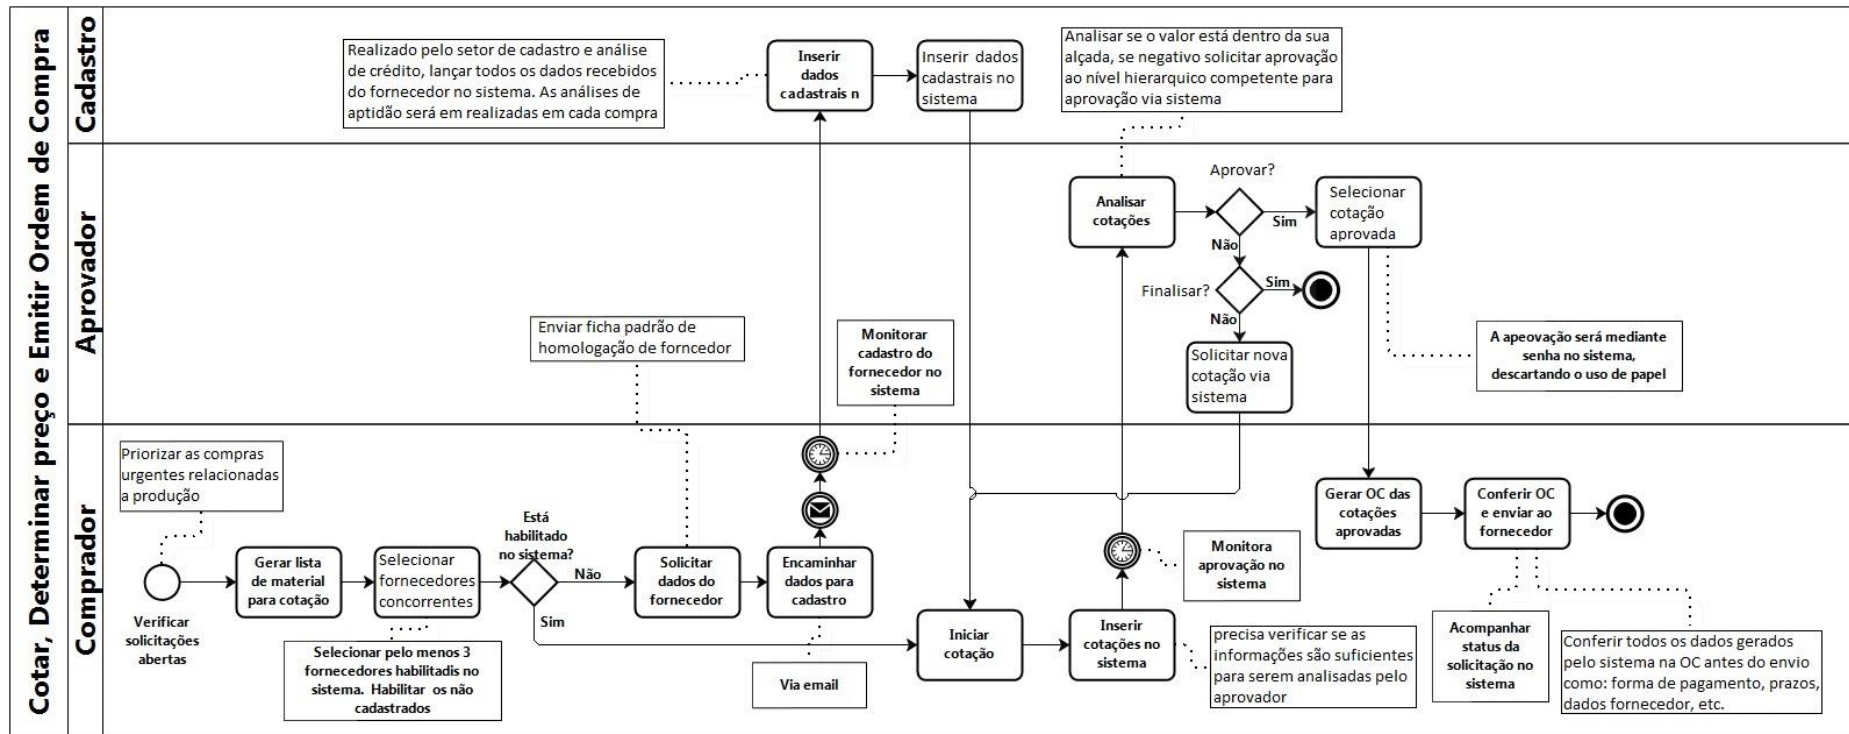 Cotar, Determinar preço e Emitir Ordem de Compra
Cadastro
Realizado pelo setor de cadastro e análise
de crédito, lançar todos os dados recebidos
do fornecedor no sistema. As análises de
aptidão será em realizadas em cada compra
Inserir
dados
cadastrais n
Inserir dados
cadastrais no
sistema
Analisar se o valor está dentro da sua
alçada, se negativo solicitar aprovação
ao nível hierarquico competente para
aprovação via sistema
Aprovador
Analisar
cotações
Aprovar?
Sim
Não
Selecionar
cotação
aprovada
Finalisar?
Sim
Não
Solicitar nova
cotação via
sistema
A apeovação será mediante
senha no sistema,
descartando o uso de papel
Enviar ficha padrão de
homologação de forncedor
Monitorar
cadastro do
fornecedor no
sistema
Comprador
Priorizar as compras
urgentes relacionadas
a produção
Verificar
solicitações
abertas
Gerar lista
de material
para cotação
Selecionar
fornecedores
concorrentes
Selecionar pelo menos 3
fornecedores habilitadis no
sistema. Habilitar os não
cadastrados
Está
habilitado
no sistema?
Não
Sim
Solicitar
dados do
fornecedor
Encaminhar
dados para
cadastro
Via email
Iniciar
cotação
Inserir
cotações no
sistema
Monitora
aprovação no
sistema
precisa verificar se as
informações são suficientes
para serem analisadas pelo
aprovador
Gerar OC das
cotações
aprovadas
Conferir OC
e enviar ao
fornecedor
Acompanhar
status da
solicitação no
sistema
Conferir todos os dados gerados
pelo sistema na OC antes do envio
como: forma de pagamento, prazos,
dados fornecedor, etc.